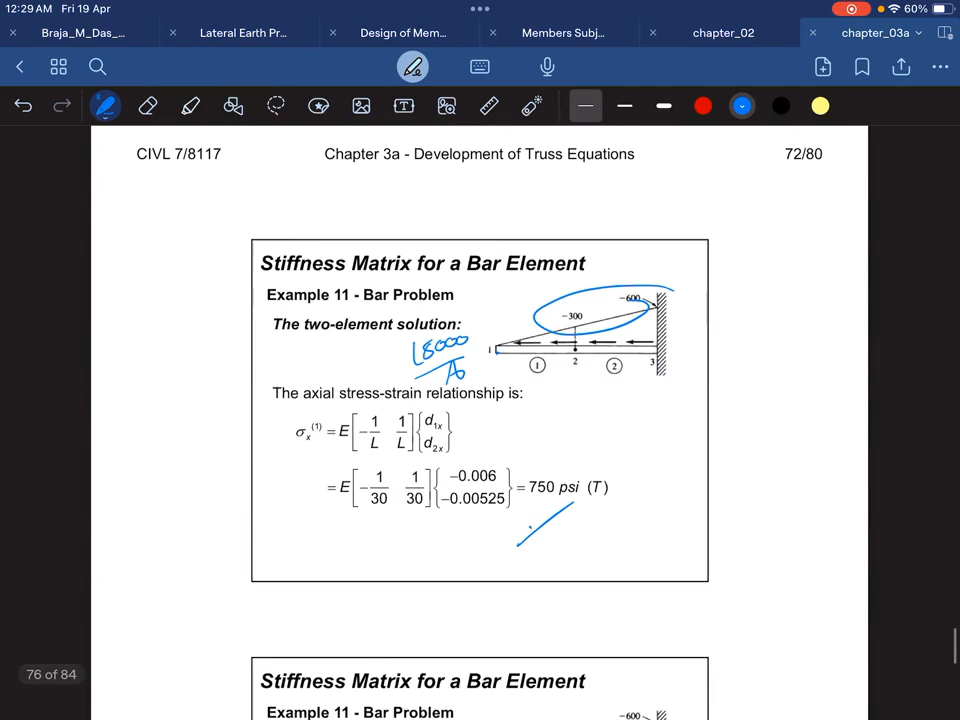 12:29 AM Fri 19 Apr
60%
Braja_M_Das_...
Lateral Earth Pr...
Design of Mem...
Members Subj...
chapter_02
chapter_03a
CIVL 7/8117
Chapter 3a - Development of Truss Equations
72/80
Stiffness Matrix for a Bar Element
Example 11 - Bar Problem
The two-element solution:
18000
A
-600
-300
1
1
2
2
3
The axial stress-strain relationship is:
σx (1) = E [ -1/L 1/L ] { d1x d2x }
= E [ -1/30 1/30 ] { -0.006 -0.00525 } = 750 psi (T)
76 of 84
Stiffness Matrix for a Bar Element
Example 11 - Bar Problem
-600